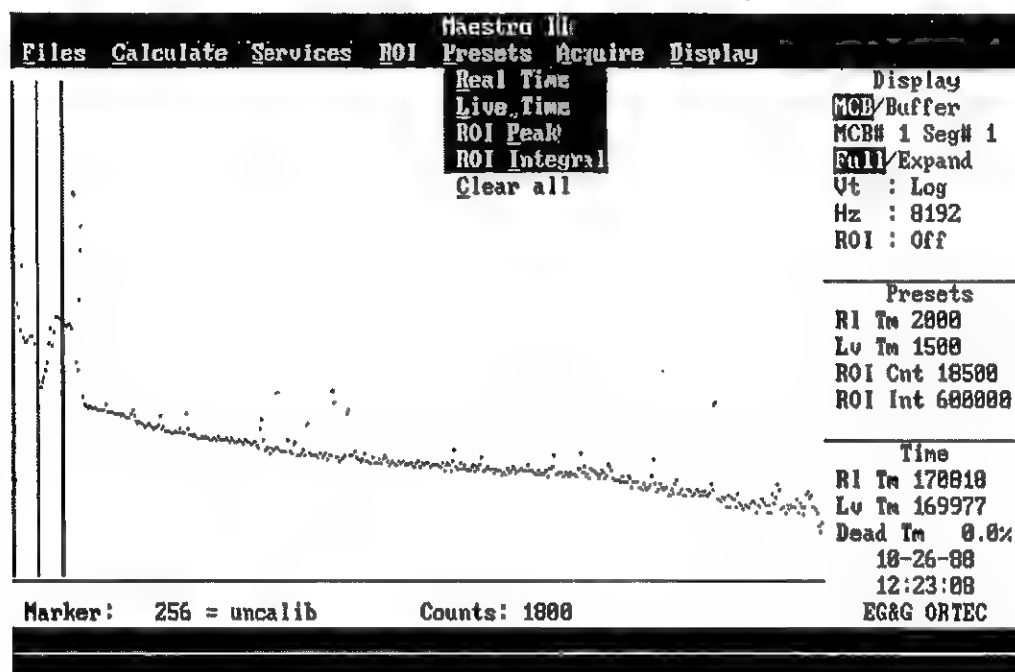 Maestro II
Files Calculate Services ROI Presets Acquire Display
Real Time
Live Time
ROI Peak
ROI Integral
Clear all
Display
MCB/Buffer
MCB# 1 Seg# 1
Full/Expand
Vt : Log
Hz : 8192
ROI : Off
Presets
Rl Tm 2000
Lv Tm 1500
ROI Cnt 18500
ROI Int 600000
Time
Rl Tm 170818
Lv Tm 169977
Dead Tm 0.0%
10-26-88
12:23:08
EG&G ORTEC
Marker: 256 = uncalib Counts: 1800